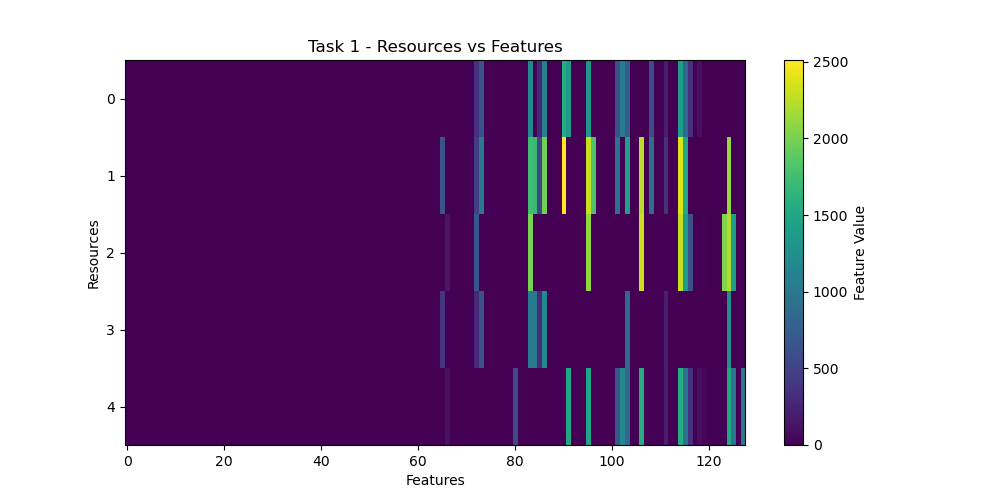 Task 1 - Resources vs Features
Resources
0
1
2
3
4
0 20 40 60 80 100 120
Features
2500
2000
1500
1000
500
0
Feature Value